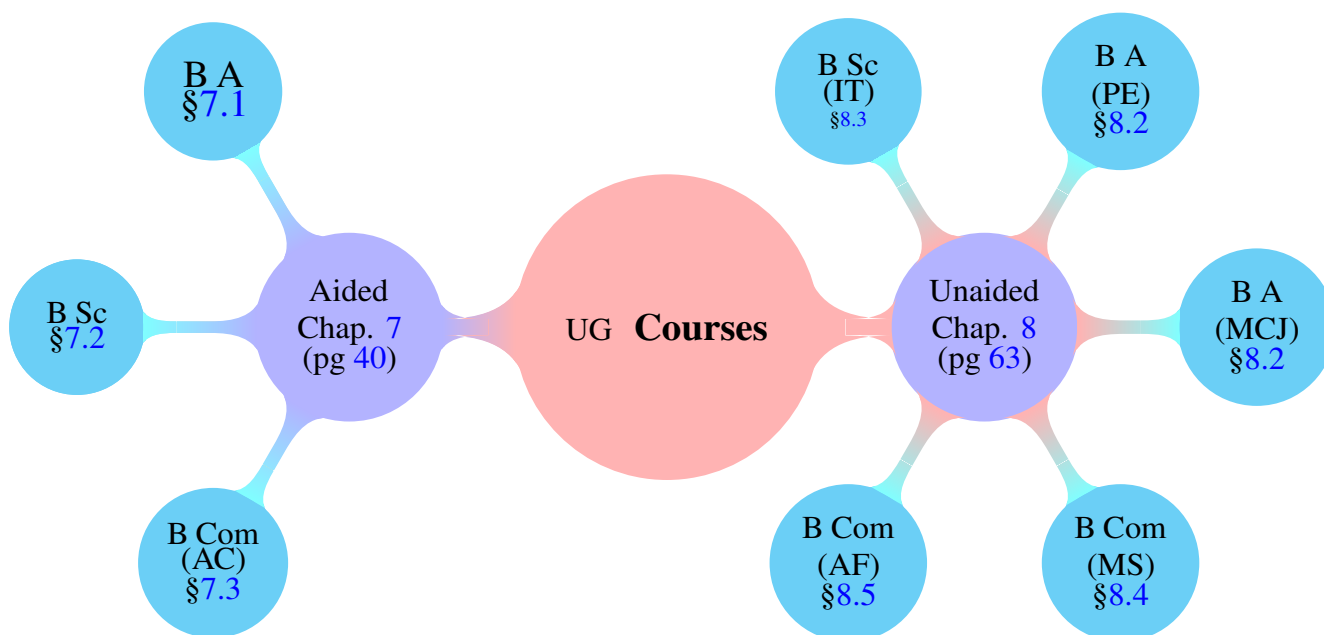 B A
§7.1
B Sc
§7.2
B Com
(AC)
§7.3
Aided
Chap. 7
(pg 40)
UG Courses
Unaided
Chap. 8
(pg 63)
B Sc
(IT)
§8.3
B A
(PE)
§8.2
B A
(MCJ)
§8.2
B Com
(MS)
§8.4
B Com
(AF)
§8.5